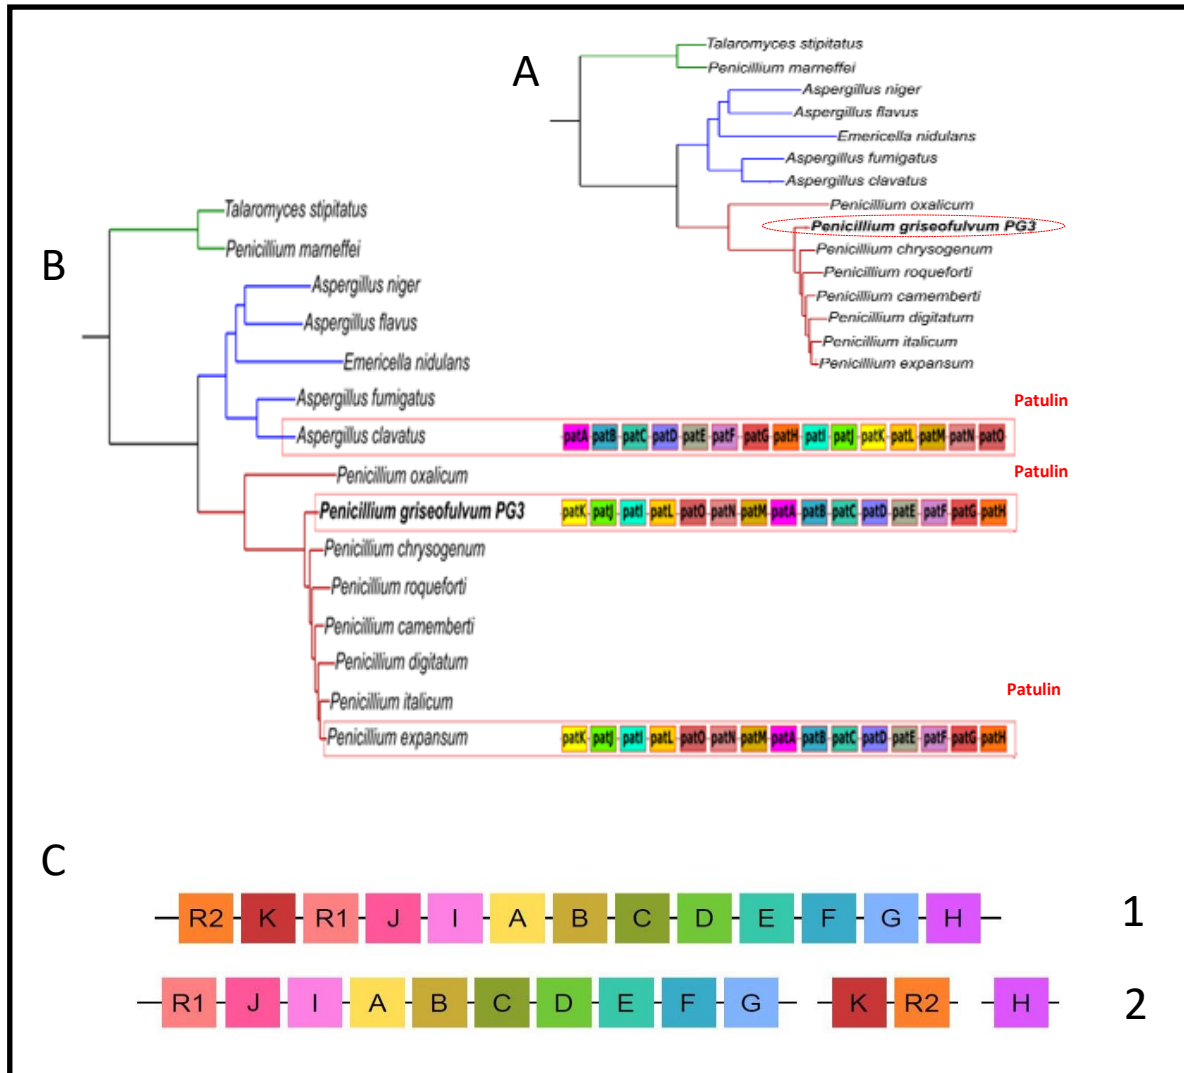 A
Talaromyces stipitatus
Penicillium marneffei
Aspergillus niger
Aspergillus flavus
Emericella nidulans
Aspergillus fumigatus
Aspergillus clavatus
Penicillium oxalicum
Penicillium griseofulvum PG3
Penicillium chrysogenum
Penicillium roqueforti
Penicillium camemberti
Penicillium digitatum
Penicillium italicum
Penicillium expansum
B
Talaromyces stipitatus
Penicillium marneffei
Aspergillus niger
Aspergillus flavus
Emericella nidulans
Aspergillus fumigatus
Patulin
Aspergillus clavatus patA patB patC patD patE patF patG patH patI patJ patK patL patM patN patO
Penicillium oxalicum
Patulin
Penicillium griseofulvum PG3 patK patJ patI patL patO patN patM patA patB patC patD patE patF patG patH
Penicillium chrysogenum
Penicillium roqueforti
Penicillium camemberti
Penicillium digitatum
Penicillium italicum
Patulin
Penicillium expansum patK patJ patI patL patO patN patM patA patB patC patD patE patF patG patH
C
R2 K R1 J I A B C D E F G H 1
R1 J I A B C D E F G K R2 H 2